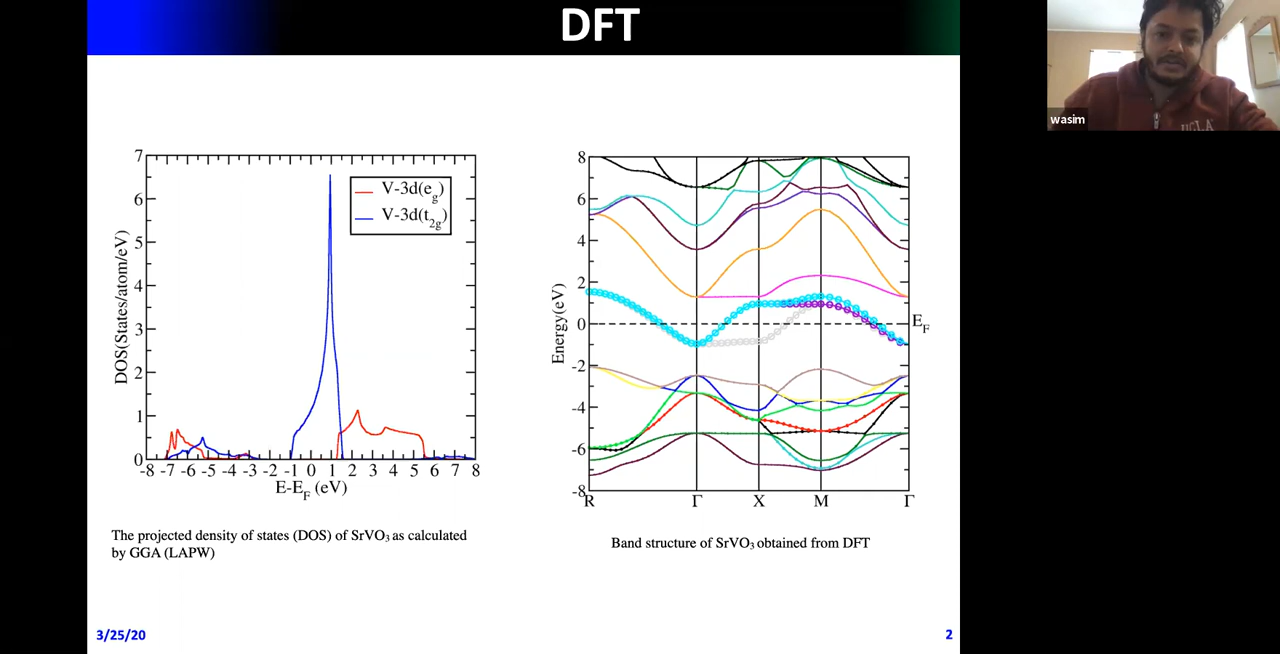 DFT
wasim
UCLA
7
6
5
4
3
2
1
0
DOS(States/atom/eV)
V-3d(eg)
V-3d(t2g)
-8 -7 -6 -5 -4 -3 -2 -1 0 1 2 3 4 5 6 7 8
E-EF (eV)
8
6
4
2
0
-2
-4
-6
-8
Energy(eV)
EF
R Γ X M Γ
The projected density of states (DOS) of SrVO3 as calculated
by GGA (LAPW)
Band structure of SrVO3 obtained from DFT
3/25/20
2